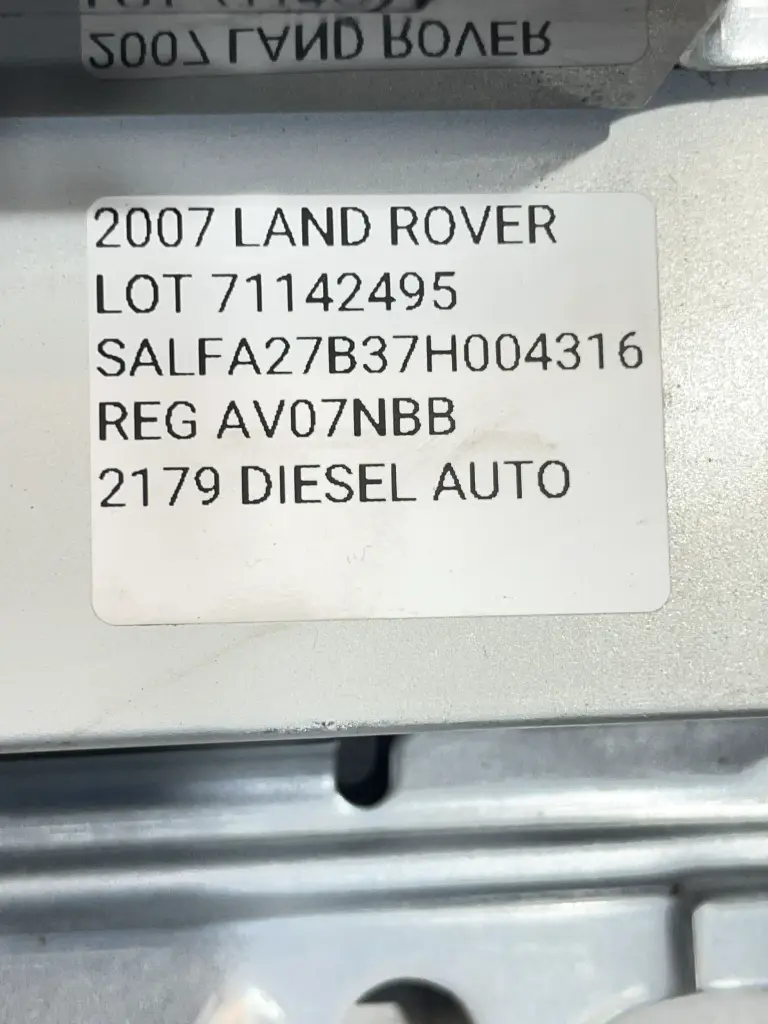 2007 LAND ROVER
2007 LAND ROVER
LOT 71142495
SALFA27B37H004316
REG AV07NBB
2179 DIESEL AUTO